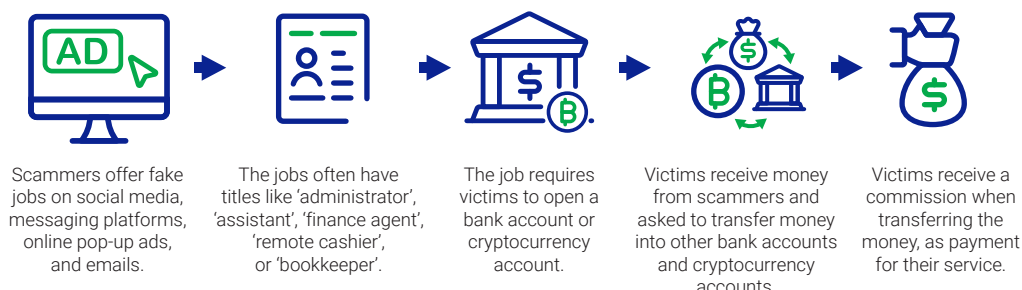 AD
Scammers offer fake
jobs on social media,
messaging platforms,
online pop-up ads,
and emails.
The jobs often have
titles like ‘administrator’,
‘assistant’, ‘finance agent’,
‘remote cashier’,
or ‘bookkeeper’.
$
₿
The job requires
victims to open a
bank account or
cryptocurrency
account.
$
₿
Victims receive money
from scammers and
asked to transfer money
into other bank accounts
and cryptocurrency
accounts
$
Victims receive a
commission when
transferring the
money, as payment
for their service.